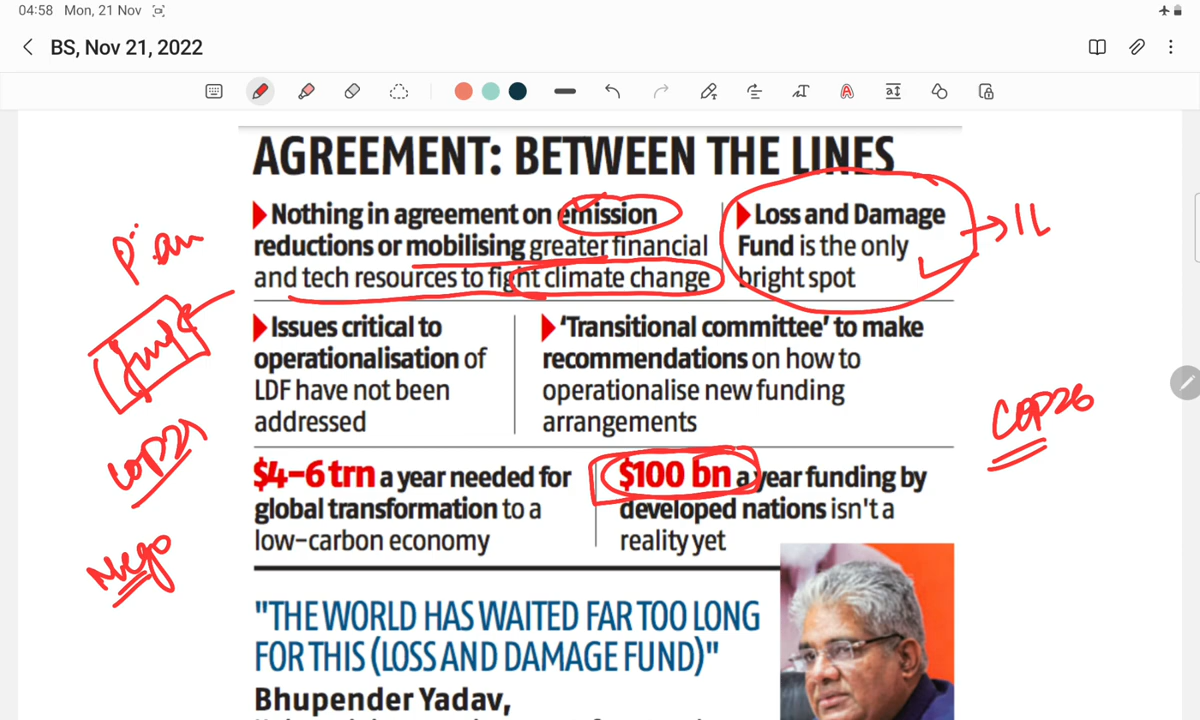 04:58 Mon, 21 Nov
BS, Nov 21, 2022
AGREEMENT: BETWEEN THE LINES
Nothing in agreement on emission
reductions or mobilising greater financial
and tech resources to fight climate change
Loss and Damage
Fund is the only
bright spot
Issues critical to
operationalisation of
LDF have not been
addressed
'Transitional committee' to make
recommendations on how to
operationalise new funding
arrangements
$4–6 trn a year needed for
global transformation to a
low-carbon economy
$100 bn a year funding by
developed nations isn't a
reality yet
"THE WORLD HAS WAITED FAR TOO LONG
FOR THIS (LOSS AND DAMAGE FUND)"
Bhupender Yadav,
COP26
Nego